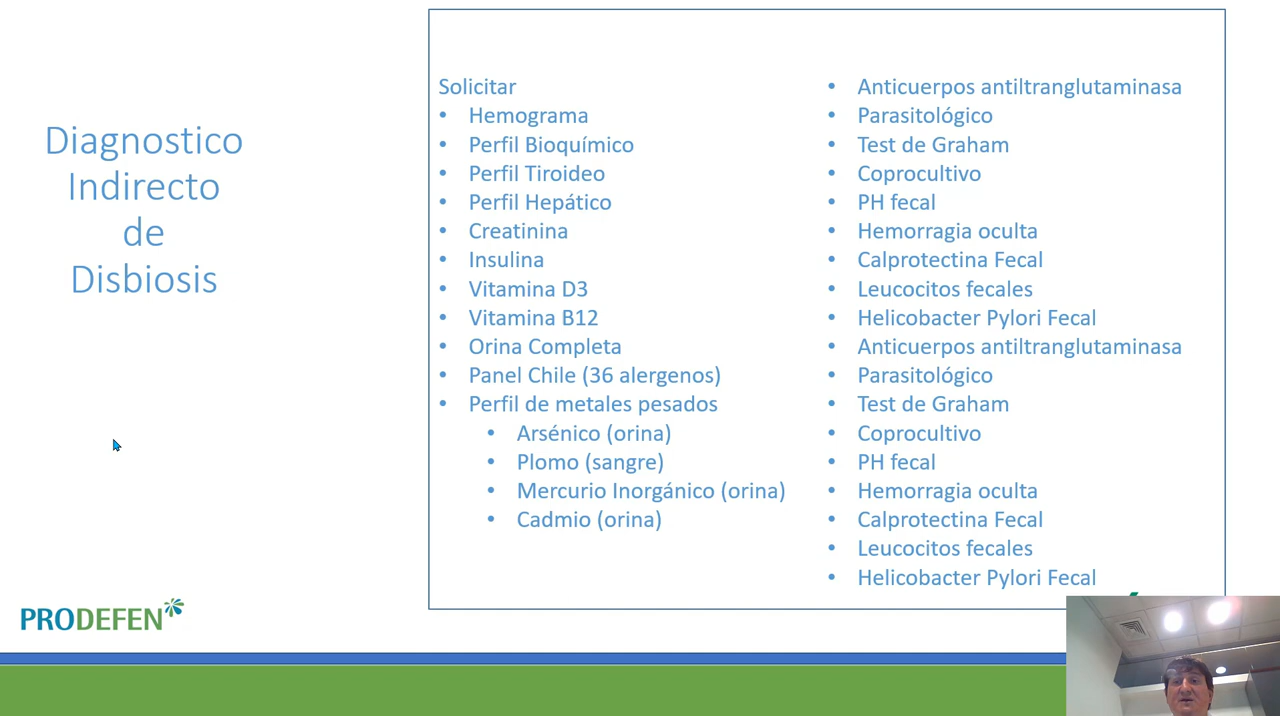 Diagnostico
Indirecto
de
Disbiosis
Solicitar
• Hemograma
• Perfil Bioquímico
• Perfil Tiroideo
• Perfil Hepático
• Creatinina
• Insulina
• Vitamina D3
• Vitamina B12
• Orina Completa
• Panel Chile (36 alergenos)
• Perfil de metales pesados
• Arsénico (orina)
• Plomo (sangre)
• Mercurio Inorgánico (orina)
• Cadmio (orina)
• Anticuerpos antiltranglutaminasa
• Parasitológico
• Test de Graham
• Coprocultivo
• PH fecal
• Hemorragia oculta
• Calprotectina Fecal
• Leucocitos fecales
• Helicobacter Pylori Fecal
• Anticuerpos antiltranglutaminasa
• Parasitológico
• Test de Graham
• Coprocultivo
• PH fecal
• Hemorragia oculta
• Calprotectina Fecal
• Leucocitos fecales
• Helicobacter Pylori Fecal
PRODEFEN